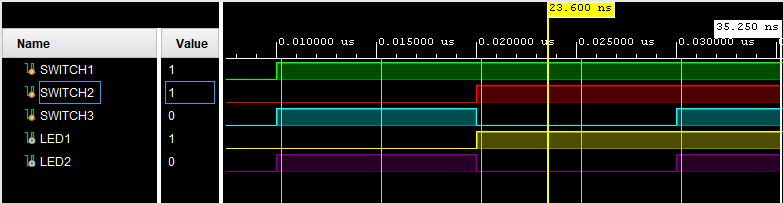 23.600 ns
35.250 ns
Name Value
0.010000 us 0.015000 us 0.020000 us 0.025000 us 0.030000 us
SWITCH1 1
SWITCH2 1
SWITCH3 0
LED1 1
LED2 0